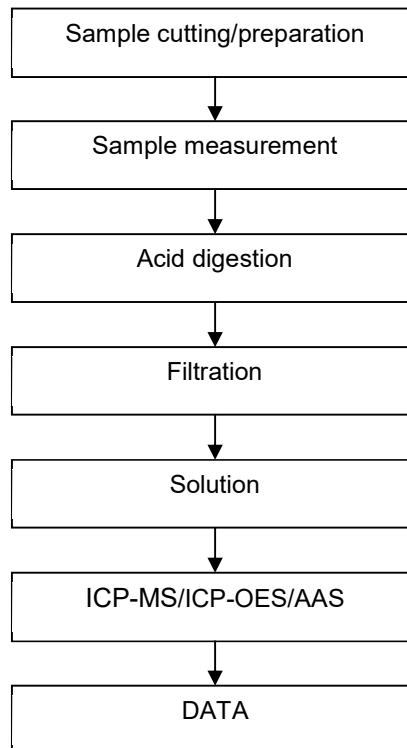 Sample cutting/preparation
Sample measurement
Acid digestion
Filtration
Solution
ICP-MS/ICP-OES/AAS
DATA